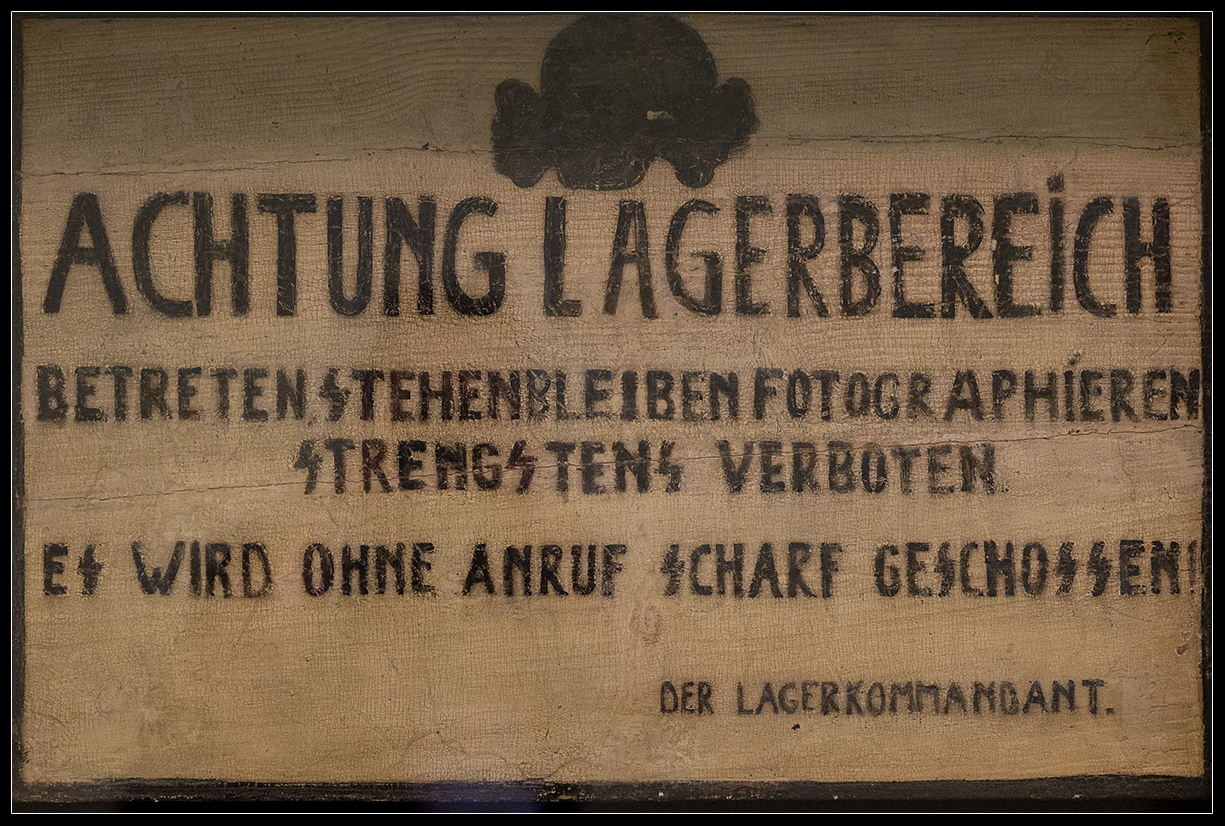 ACHTUNG LAGERBEREiCH
BETRETEN, STEHENBLEIBEN FOTOGRAPHiEREN
STRENGSTENS VERBOTEN.
ES WIRD OHNE ANRUF SCHARF GESCHOSSEN!
DER LAGERKOMMANDANT.